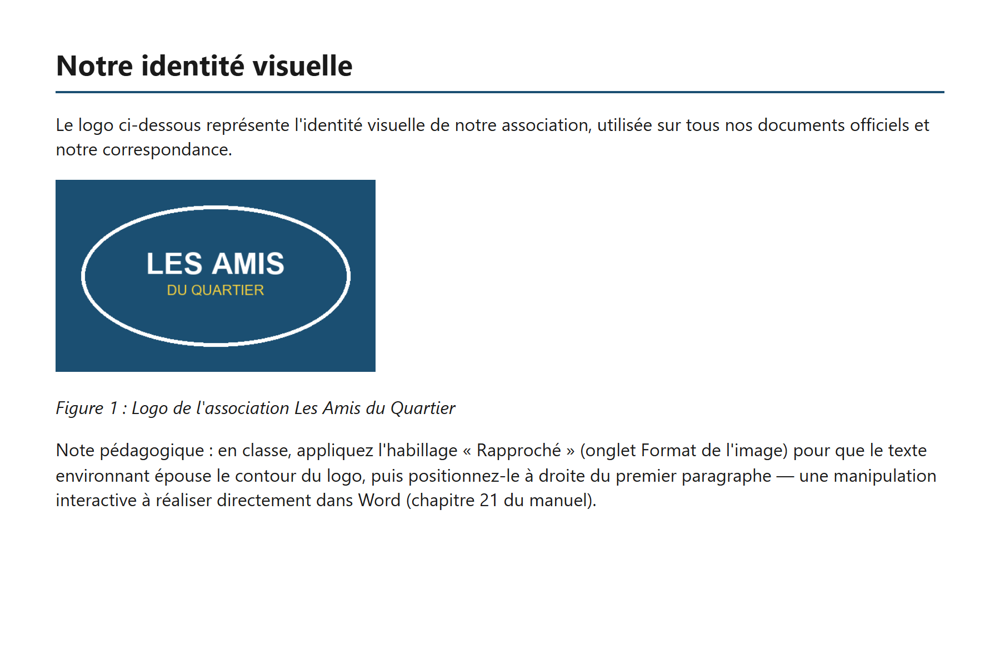 Notre identité visuelle
Le logo ci-dessous représente l'identité visuelle de notre association, utilisée sur tous nos documents officiels et
notre correspondance.
LES AMIS
DU QUARTIER
Figure 1 : Logo de l'association Les Amis du Quartier
Note pédagogique : en classe, appliquez l'habillage « Rapproché » (onglet Format de l'image) pour que le texte
environnant épouse le contour du logo, puis positionnez-le à droite du premier paragraphe — une manipulation
interactive à réaliser directement dans Word (chapitre 21 du manuel).